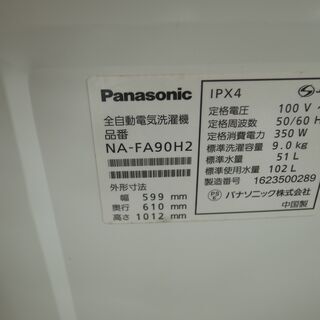 Panasonic
全自動電気洗濯機
品番
NA-FA90H2
外形寸法
幅 599 mm
奥行 610 mm
高さ 1012 mm
IPX4
定格電圧 100 V
定格周波数 50/60 H
定格消費電力 350 W
標準洗濯容量 9.0 kg
標準水量 51 L
標準使用水量 102 L
製造番号 1623500289
PS
E
パナソニック株式会社
中国製